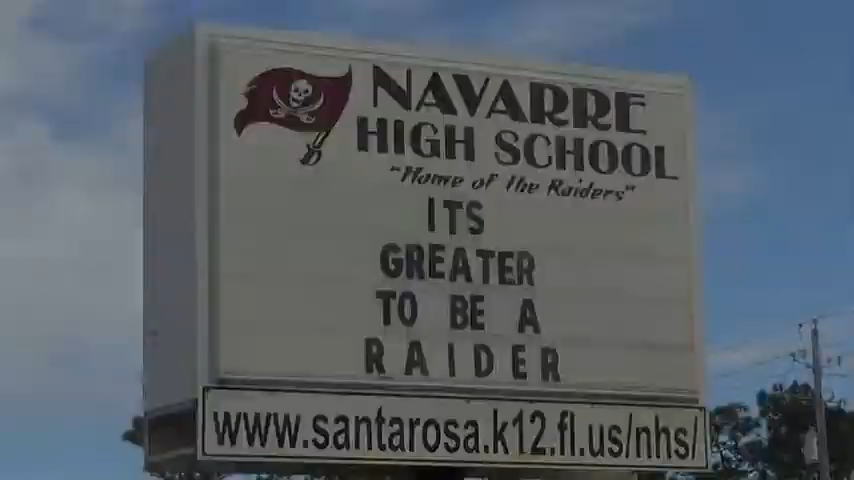 NAVARRE
HIGH SCHOOL
"Home of the Raiders"
ITS
GREATER
TO BE A
RAIDER
www.santarosa.k12.fl.us/nhs/